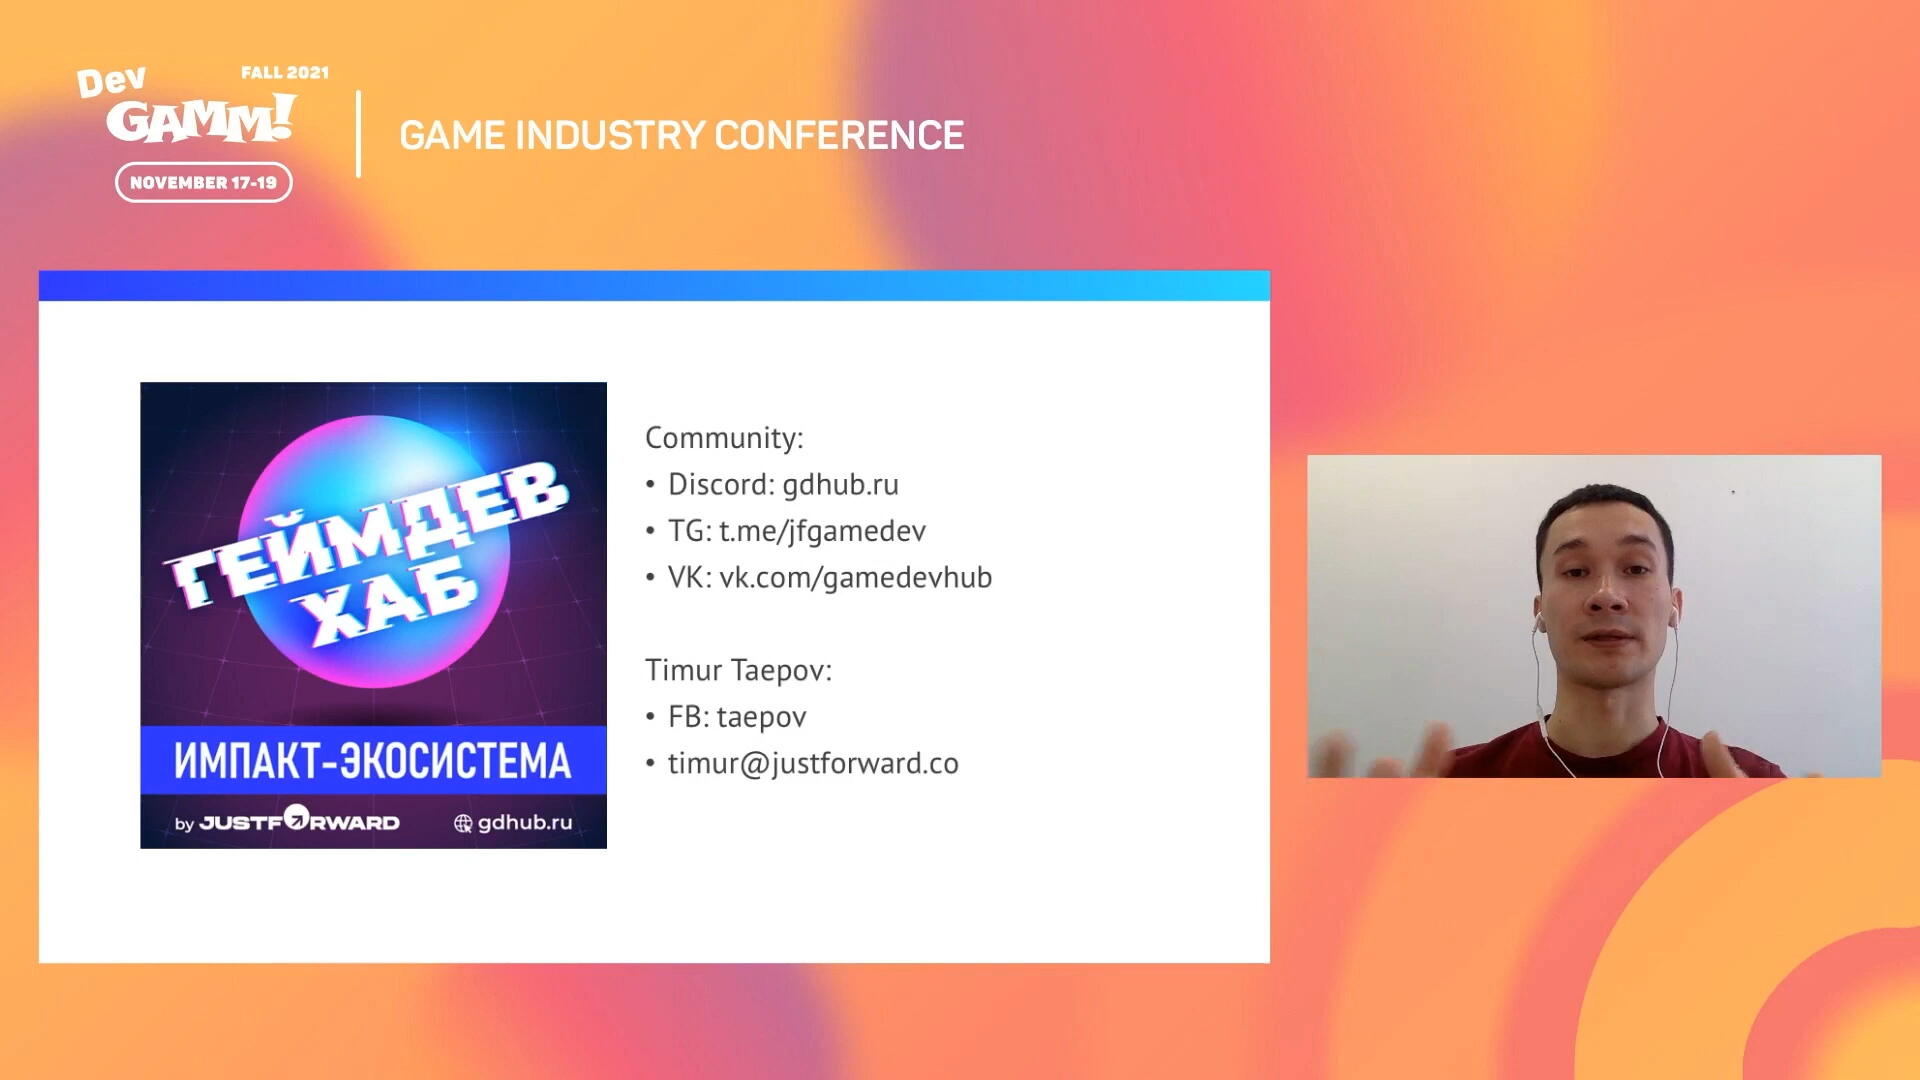 Dev
GAMM!
FALL 2021
NOVEMBER 17-19
GAME INDUSTRY CONFERENCE
ГЕЙМДЕВ
ХАБ
ИМПАКТ-ЭКОСИСТЕМА
by JUSTFORWARD
gdhub.ru
Community:
• Discord: gdhub.ru
• TG: t.me/jfgamedev
• VK: vk.com/gamedevhub
Timur Taepov:
• FB: taepov
• timur@justforward.co